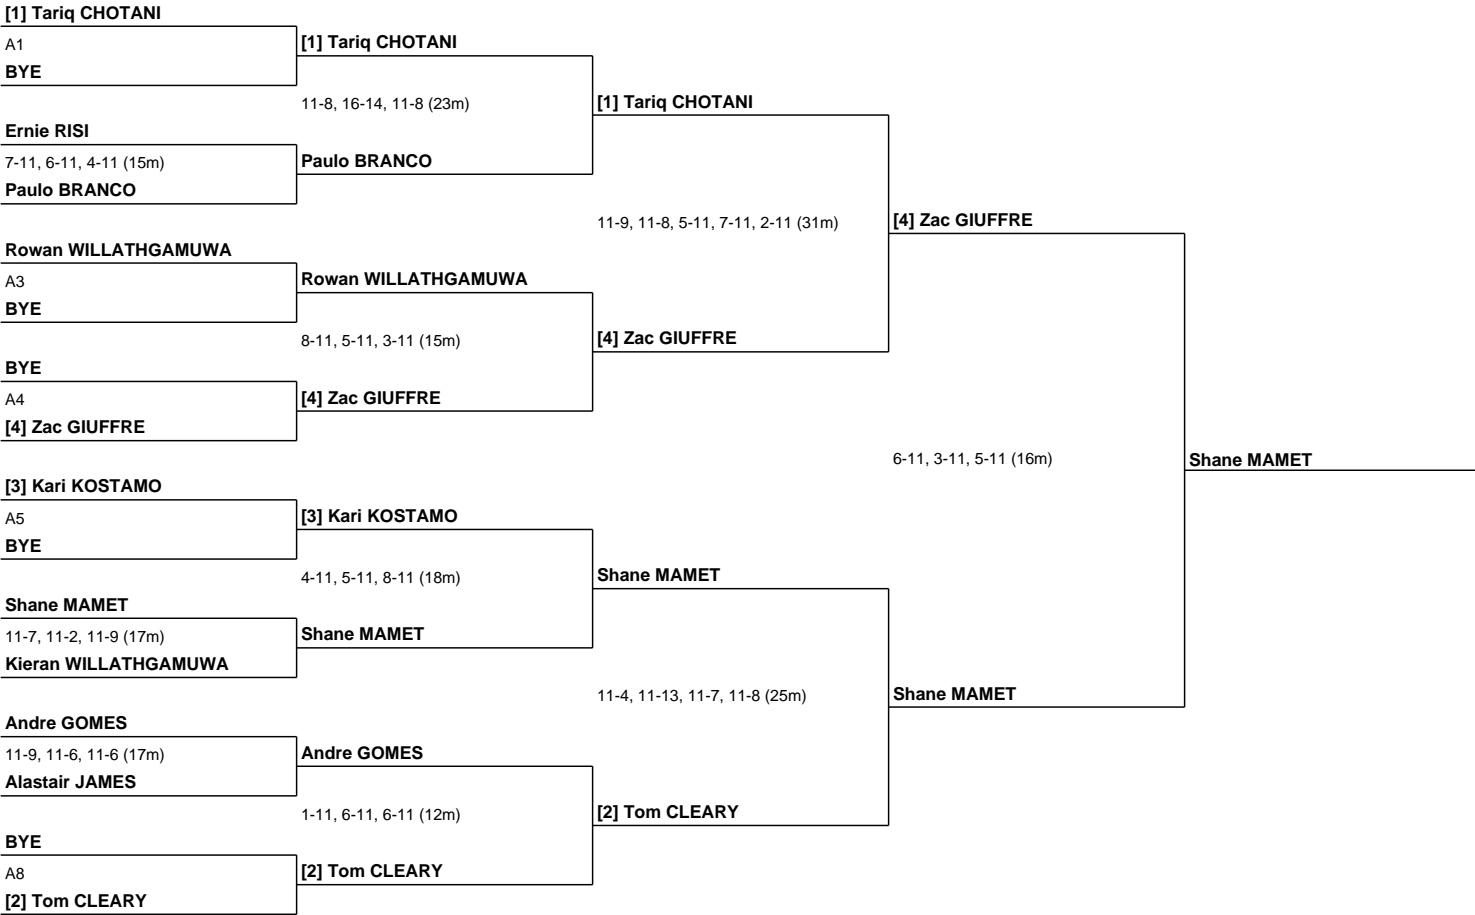 [1] Tariq CHOTANI
A1
BYE
Ernie RISI
7-11, 6-11, 4-11 (15m)
Paulo BRANCO
Rowan WILLATHGAMUWA
A3
BYE
BYE
A4
[4] Zac GIUFFRE
[3] Kari KOSTAMO
A5
BYE
Shane MAMET
11-7, 11-2, 11-9 (17m)
Kieran WILLATHGAMUWA
Andre GOMES
11-9, 11-6, 11-6 (17m)
Alastair JAMES
BYE
A8
[2] Tom CLEARY
[1] Tariq CHOTANI
11-8, 16-14, 11-8 (23m)
Paulo BRANCO
Rowan WILLATHGAMUWA
8-11, 5-11, 3-11 (15m)
[4] Zac GIUFFRE
[3] Kari KOSTAMO
4-11, 5-11, 8-11 (18m)
Shane MAMET
Andre GOMES
1-11, 6-11, 6-11 (12m)
[2] Tom CLEARY
[1] Tariq CHOTANI
11-9, 11-8, 5-11, 7-11, 2-11 (31m)
[4] Zac GIUFFRE
Shane MAMET
11-4, 11-13, 11-7, 11-8 (25m)
[2] Tom CLEARY
[4] Zac GIUFFRE
6-11, 3-11, 5-11 (16m)
Shane MAMET
Shane MAMET